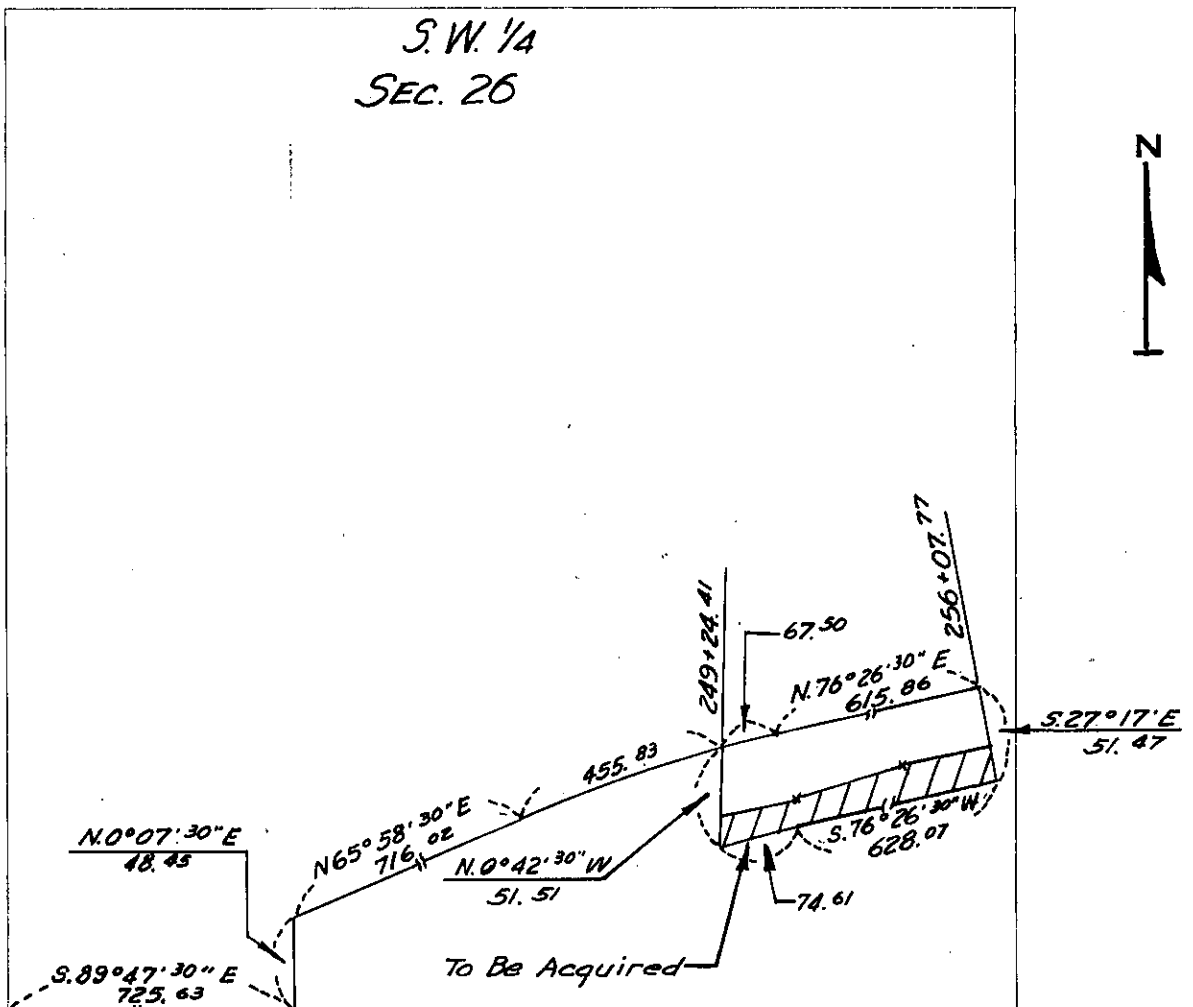 S.W. 1/4
SEC. 26
N
256+07.77
249+24.41
67.50
N.76°26'30" E
615.86
S.27°17'E
51.47
455.83
N.0°07'30"E
48.45
N65°58'30"E
716.02
N.0°42'30"W
51.51
S.76°26'30"W
628.07
74.61
To Be Acquired
S.89°47'30"E
725.63